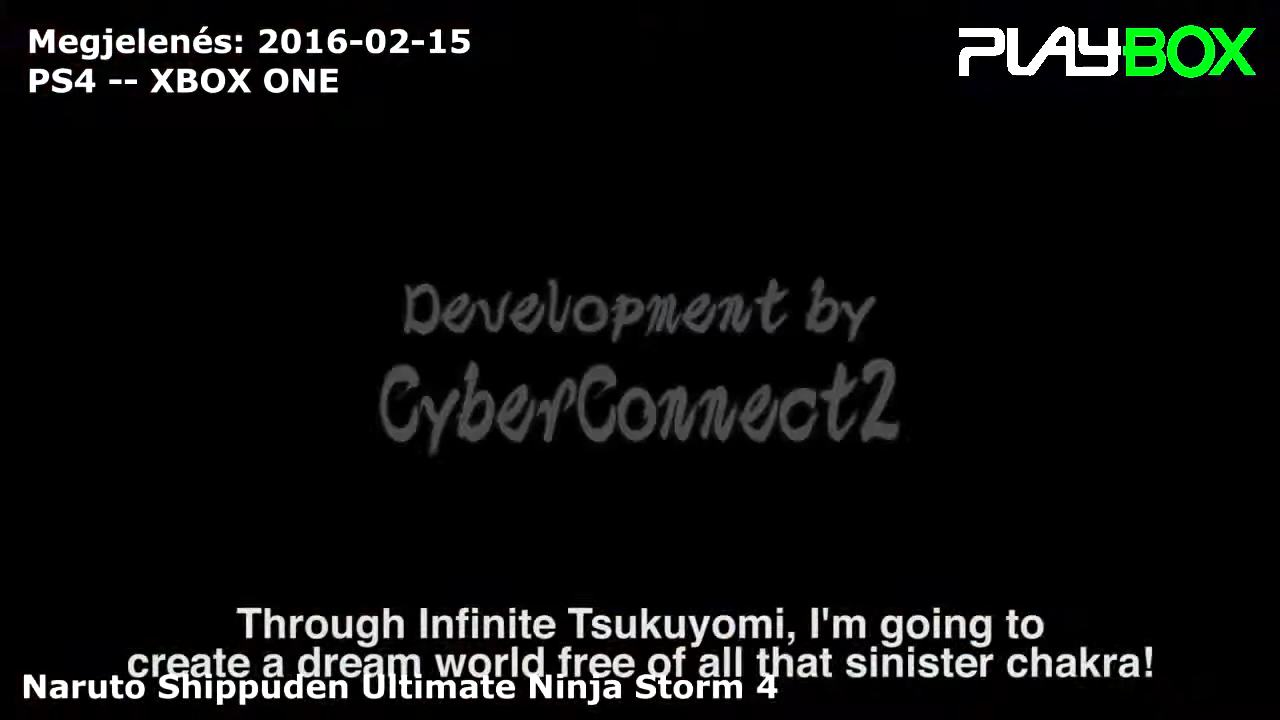 Megjelenés: 2016-02-15
PS4 -- XBOX ONE
PLAYBOX
Development by
CyberConnect2
Through Infinite Tsukuyomi, I'm going to
create a dream world free of all that sinister chakra!
Naruto Shippuden Ultimate Ninja Storm 4